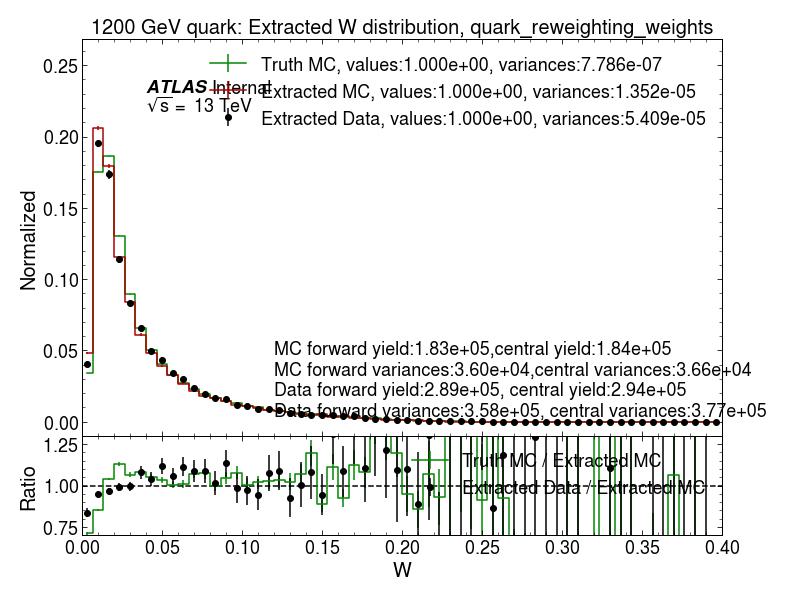 1200 GeV quark: Extracted W distribution, quark_reweighting_weights
Truth MC, values:1.000e+00, variances:7.786e-07
Extracted MC, values:1.000e+00, variances:1.352e-05
Extracted Data, values:1.000e+00, variances:5.409e-05
ATLAS Internal
√s = 13 TeV
0.25
0.20
0.15
0.10
0.05
0.00
Normalized
MC forward yield:1.83e+05,central yield:1.84e+05
MC forward variances:3.60e+04,central variances:3.66e+04
Data forward yield:2.89e+05, central yield:2.94e+05
Data forward variances:3.58e+05, central variances:3.77e+05
1.25
1.00
0.75
Ratio
Truth MC / Extracted MC
Extracted Data / Extracted MC
0.00 0.05 0.10 0.15 0.20 0.25 0.30 0.35 0.40
W